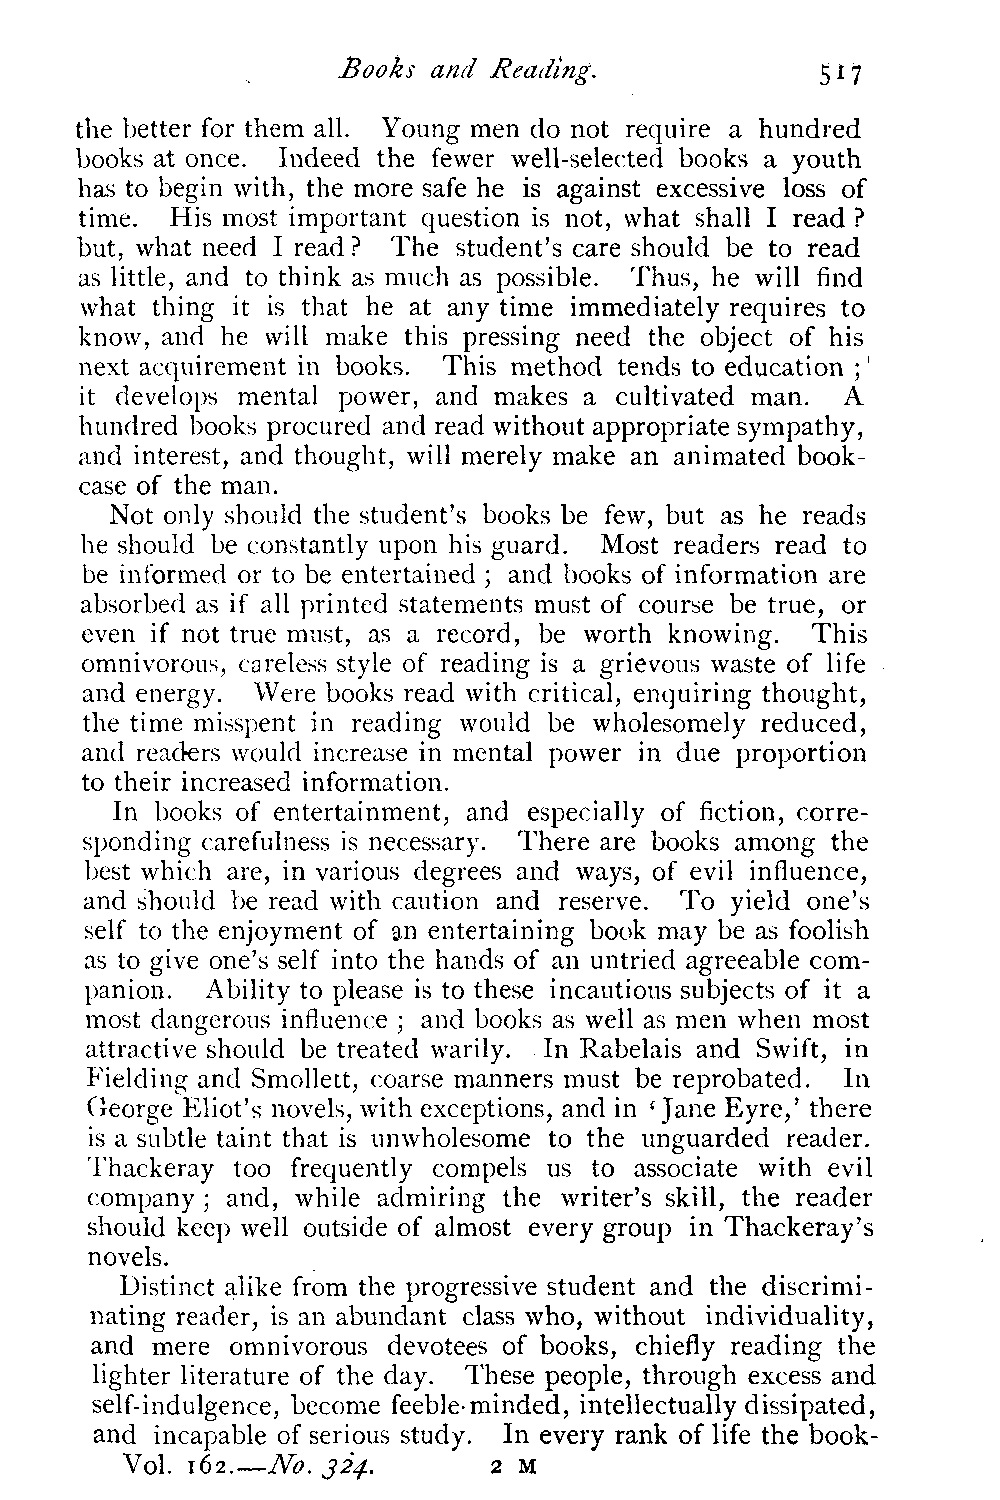 Books and Reading. 517
the better for them all. Young men do not require a hundred
books at once. Indeed the fewer well-selected books a youth
has to begin with, the more safe he is against excessive loss of
time. His most important question is not, what shall I read ?
but, what need I read ? The student's care should be to read
as little, and to think as much as possible. Thus, he will find
what thing it is that he at any time immediately requires to
know, and he will make this pressing need the object of his
next acquirement in books. This method tends to education ;
it develops mental power, and makes a cultivated man. A
hundred books procured and read without appropriate sympathy,
and interest, and thought, will merely make an animated book-
case of the man.
Not only should the student's books be few, but as he reads
he should be constantly upon his guard. Most readers read to
be informed or to be entertained ; and books of information are
absorbed as if all printed statements must of course be true, or
even if not true must, as a record, be worth knowing. This
omnivorous, careless style of reading is a grievous waste of life
and energy. Were books read with critical, enquiring thought,
the time misspent in reading would be wholesomely reduced,
and readers would increase in mental power in due proportion
to their increased information.
In books of entertainment, and especially of fiction, corre-
sponding carefulness is necessary. There are books among the
best which are, in various degrees and ways, of evil influence,
and should be read with caution and reserve. To yield one's
self to the enjoyment of an entertaining book may be as foolish
as to give one's self into the hands of an untried agreeable com-
panion. Ability to please is to these incautious subjects of it a
most dangerous influence ; and books as well as men when most
attractive should be treated warily. In Rabelais and Swift, in
Fielding and Smollett, coarse manners must be reprobated. In
George Eliot's novels, with exceptions, and in 'Jane Eyre,' there
is a subtle taint that is unwholesome to the unguarded reader.
Thackeray too frequently compels us to associate with evil
company ; and, while admiring the writer's skill, the reader
should keep well outside of almost every group in Thackeray's
novels.
Distinct alike from the progressive student and the discrimi-
nating reader, is an abundant class who, without individuality,
and mere omnivorous devotees of books, chiefly reading the
lighter literature of the day. These people, through excess and
self-indulgence, become feeble-minded, intellectually dissipated,
and incapable of serious study. In every rank of life the book-
Vol. 162.—No. 324. 2 M